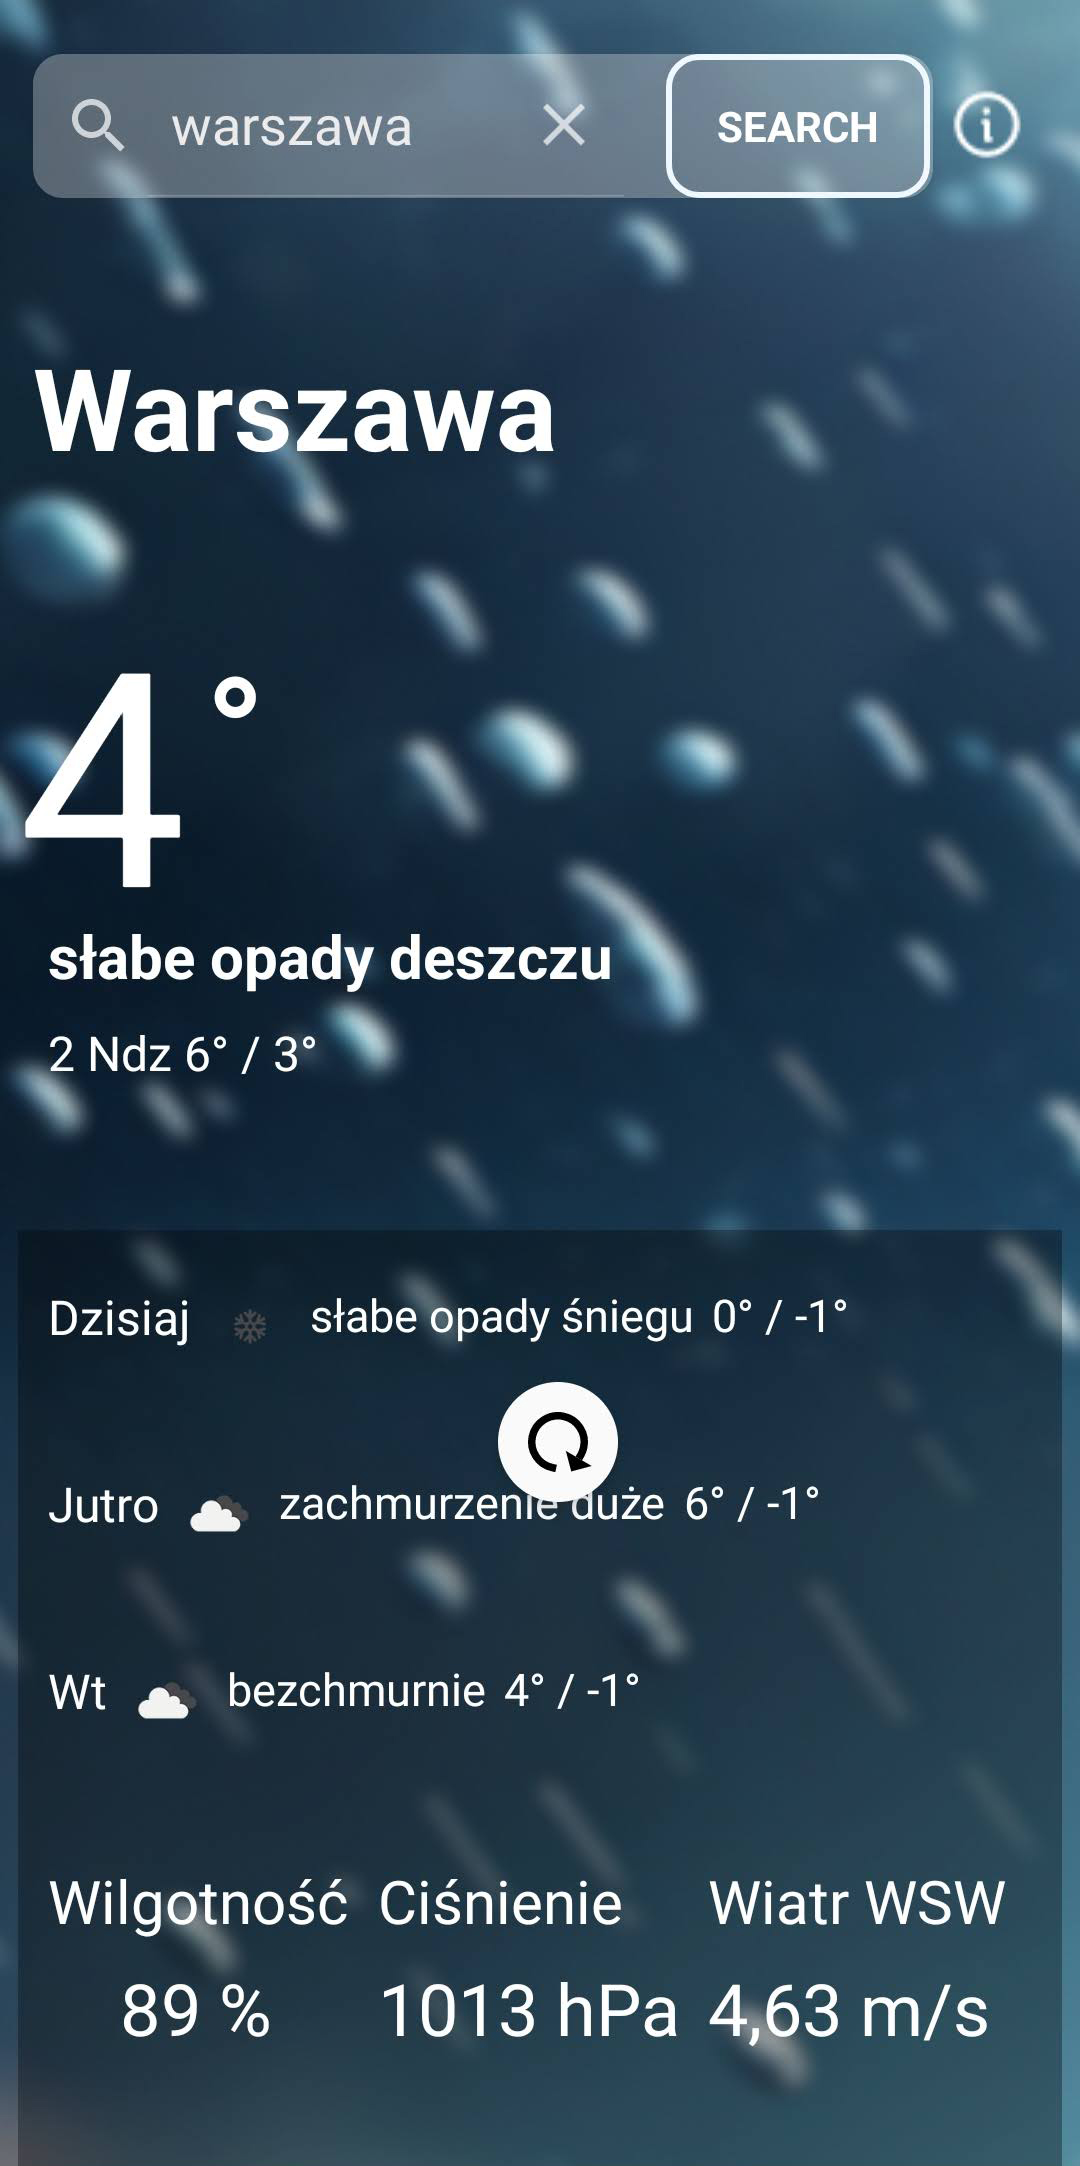 warszawa SEARCH
Warszawa
4°
słabe opady deszczu
2 Ndz 6° / 3°
Dzisiaj słabe opady śniegu 0° / -1°
Jutro zachmurzenie duże 6° / -1°
Wt bezchmurnie 4° / -1°
Wilgotność Ciśnienie Wiatr WSW
89 % 1013 hPa 4,63 m/s